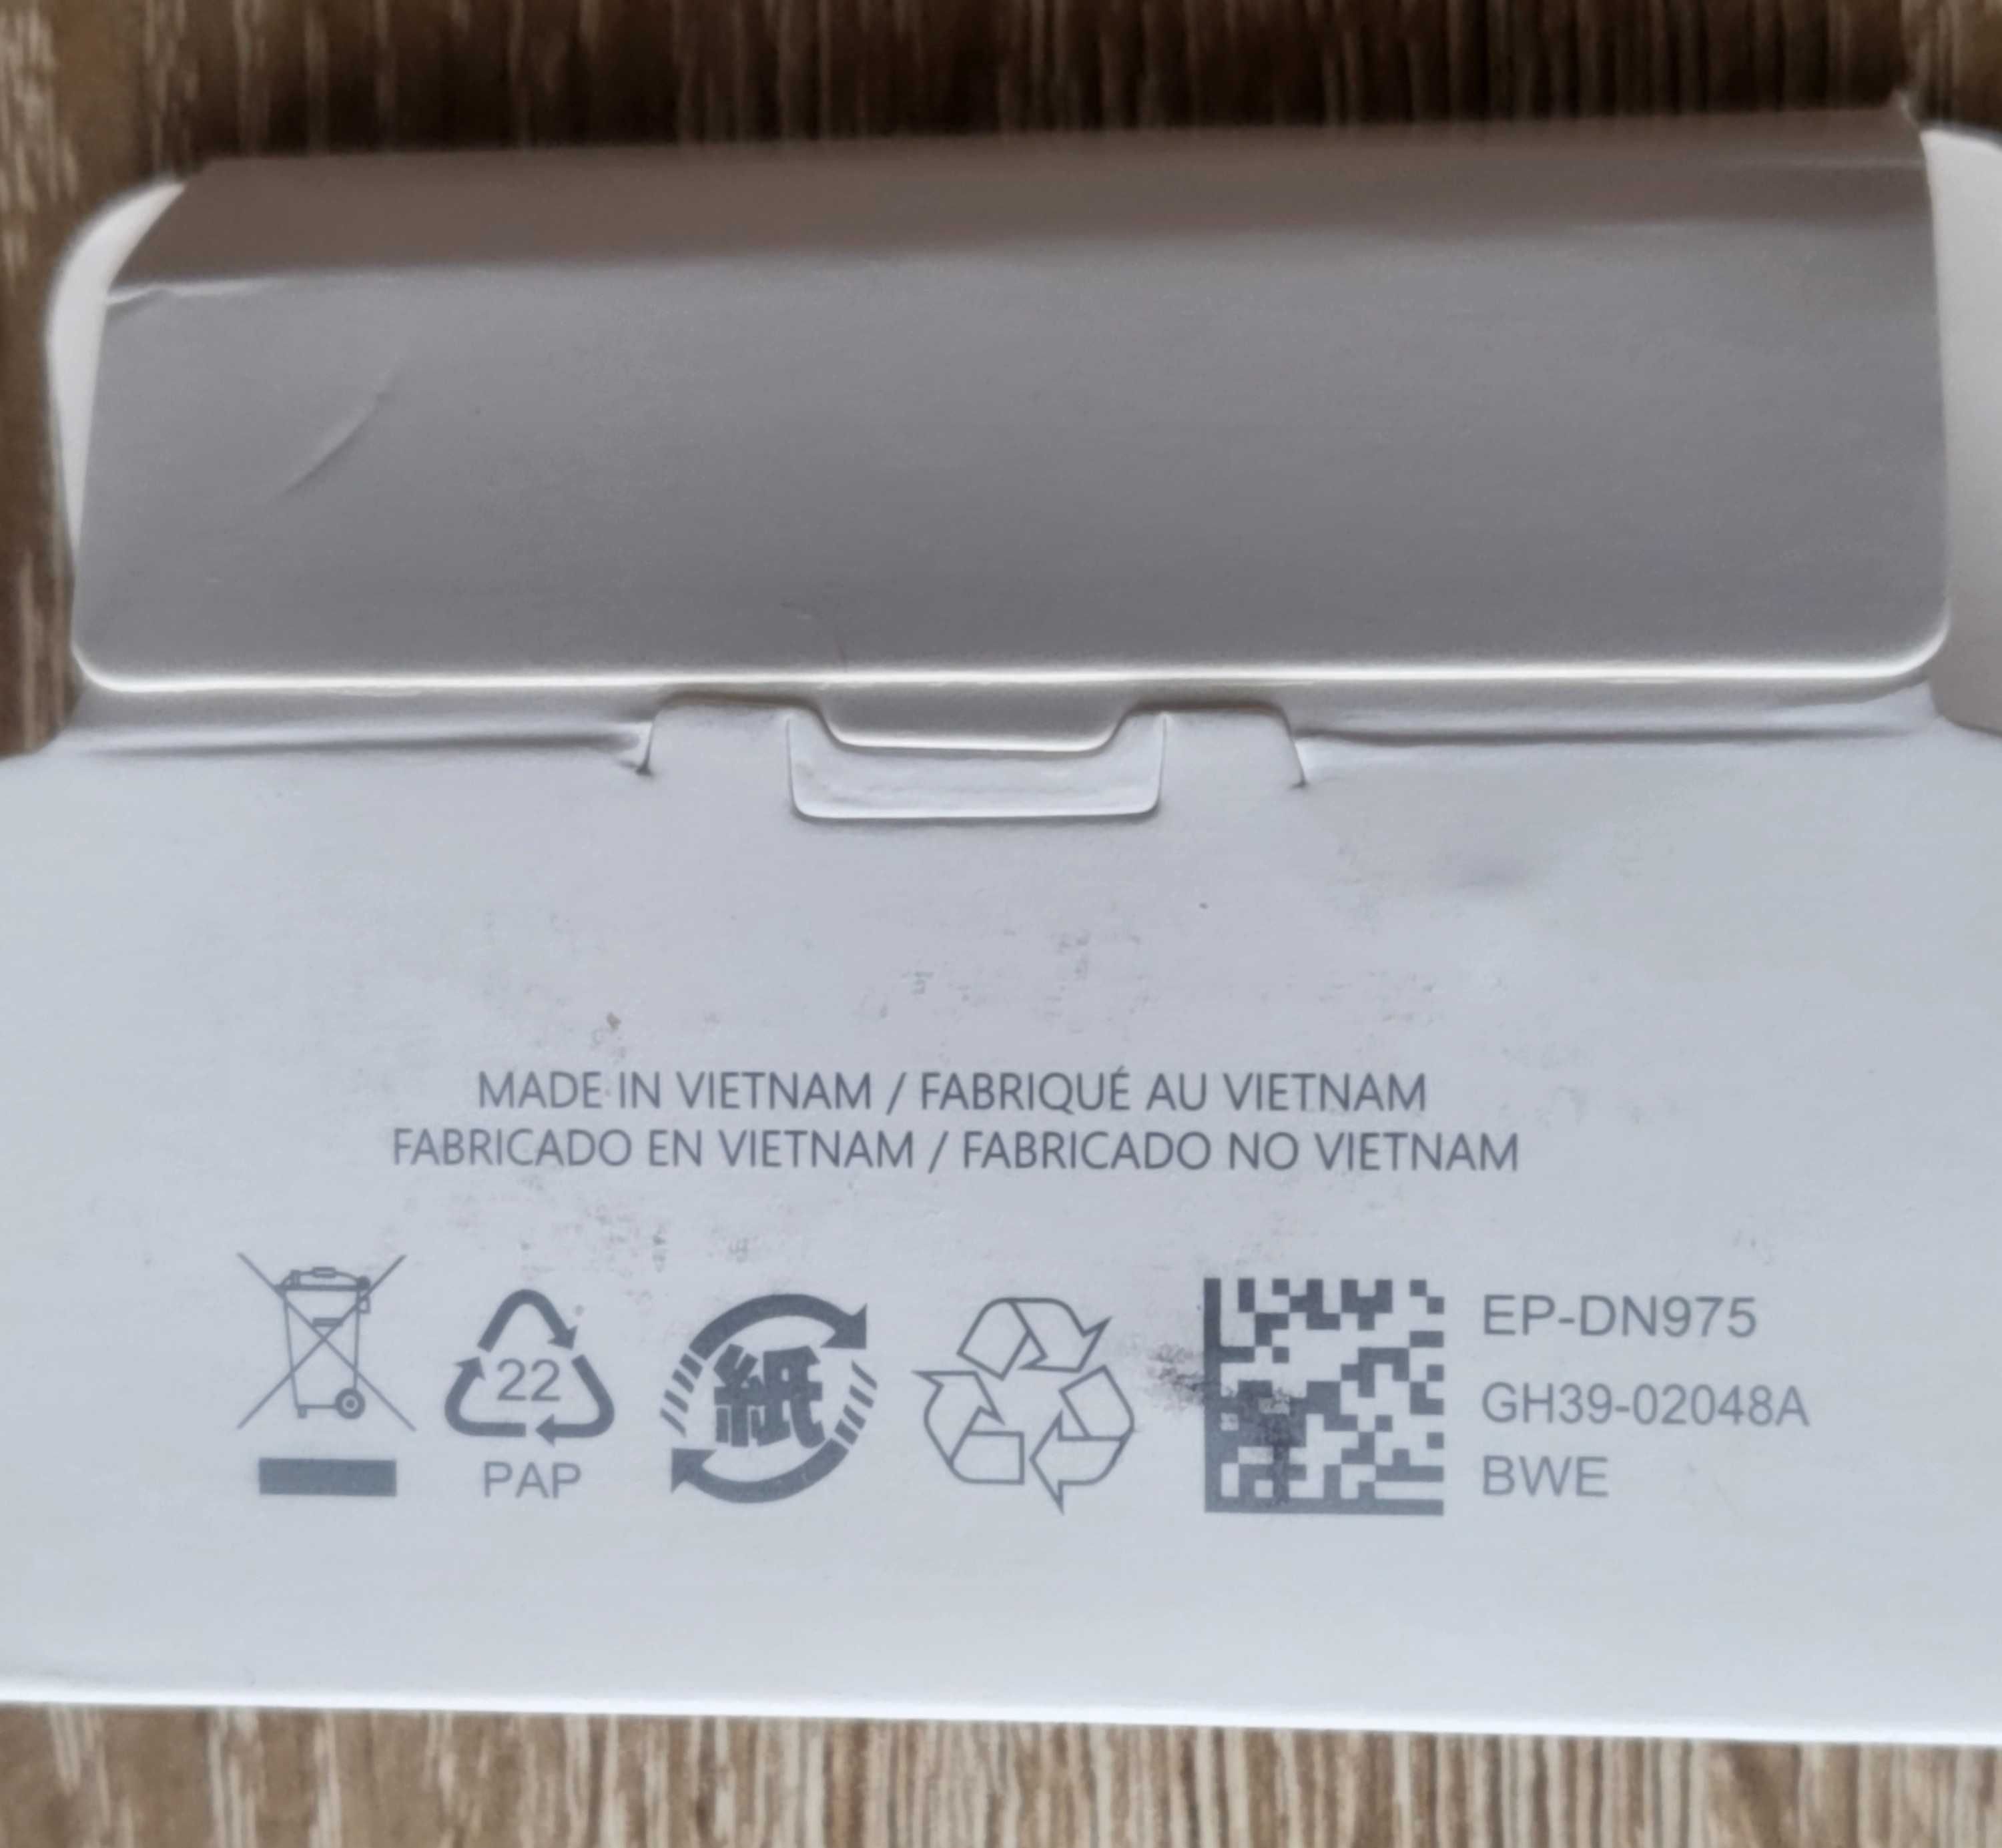 MADE IN VIETNAM / FABRIQUÉ AU VIETNAM
FABRICADO EN VIETNAM / FABRICADO NO VIETNAM
22
PAP
紙
EP-DN975
GH39-02048A
BWE